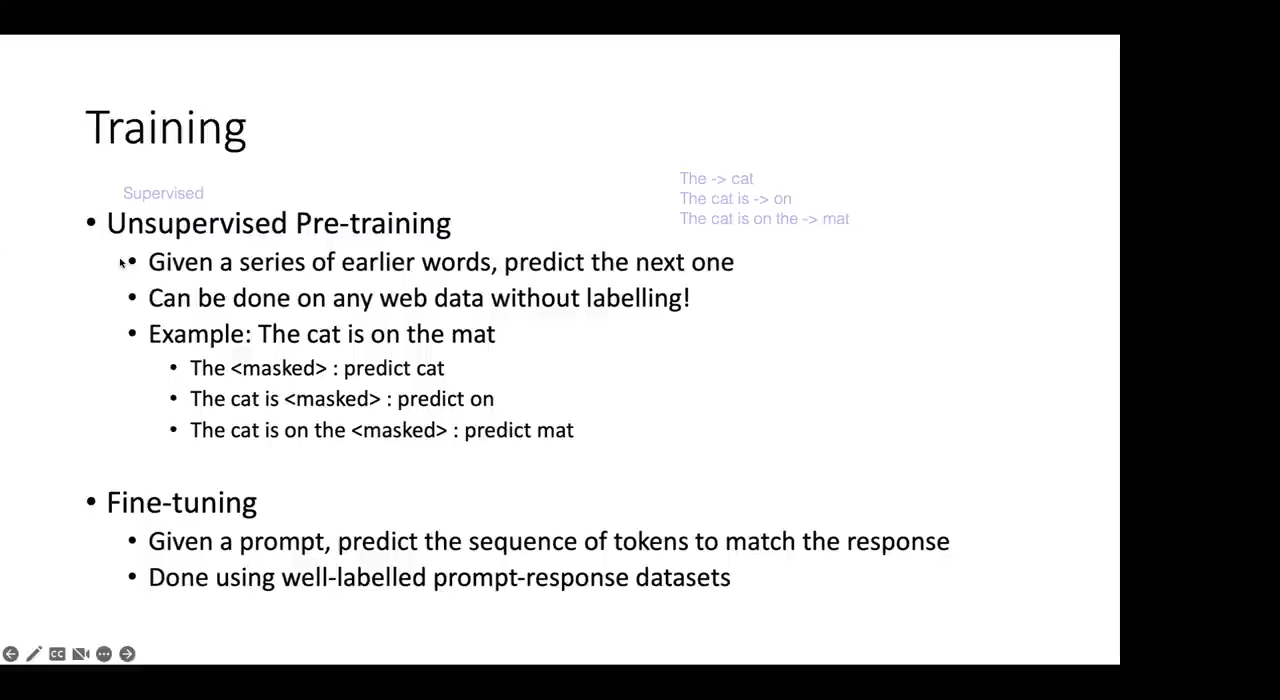 Training
Supervised
The -> cat
The cat is -> on
The cat is on the -> mat
• Unsupervised Pre-training
• Given a series of earlier words, predict the next one
• Can be done on any web data without labelling!
• Example: The cat is on the mat
• The <masked> : predict cat
• The cat is <masked> : predict on
• The cat is on the <masked> : predict mat
• Fine-tuning
• Given a prompt, predict the sequence of tokens to match the response
• Done using well-labelled prompt-response datasets
CC